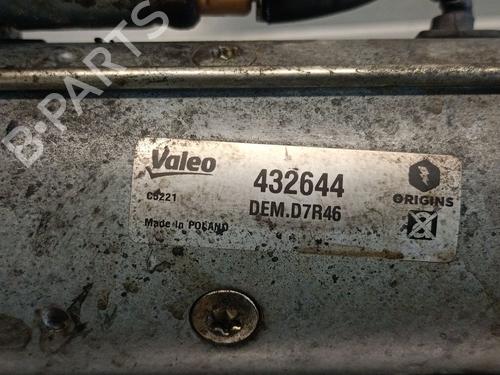 B-PARTS
Valeo
432644
C5221
DEM.D7R46
ORIGINS
Made in POLAND